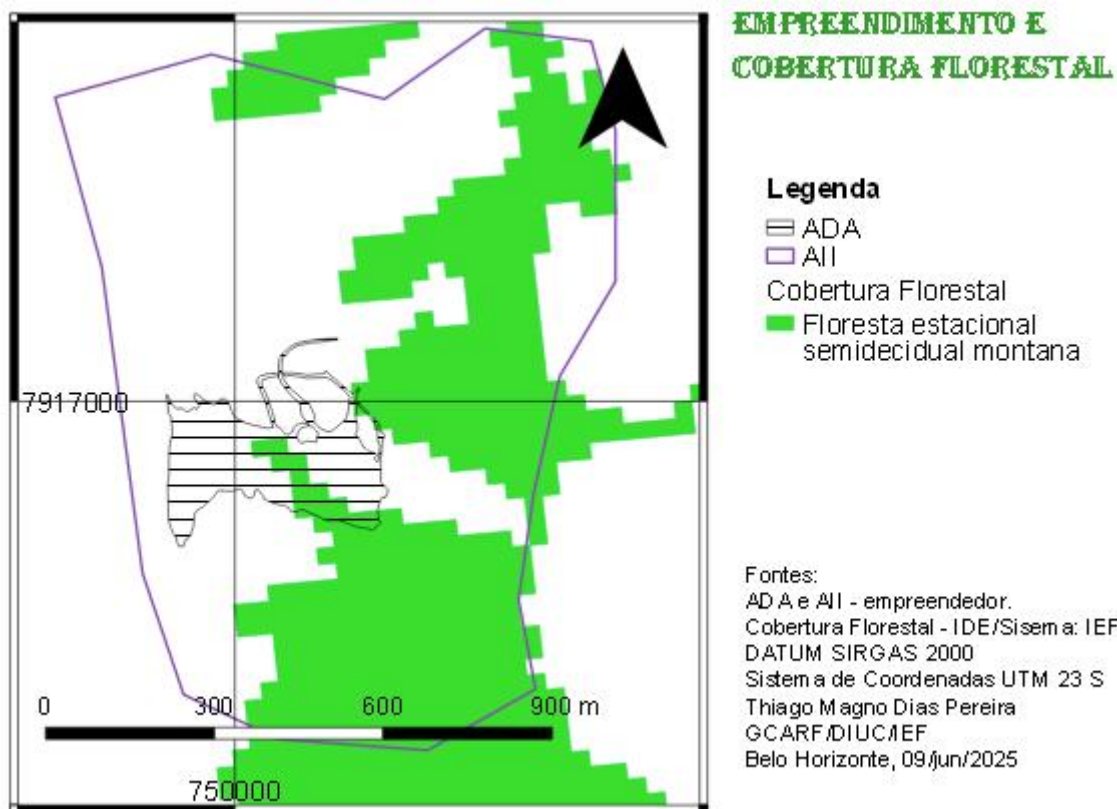 EMPREENDIMENTO E
COBERTURA FLORESTAL
Legenda
ADA
AII
Cobertura Florestal
Floresta estacional
semidecidual montana
7917000
0 300 600 900 m
750000
Fontes:
ADA e AII - empreendedor.
Cobertura Florestal - IDE/Sisema: IEF
DATUM SIRGAS 2000
Sistema de Coordenadas UTM 23 S
Thiago Magno Dias Pereira
GCARF/DIUC/IEF
Belo Horizonte, 09/jun/2025